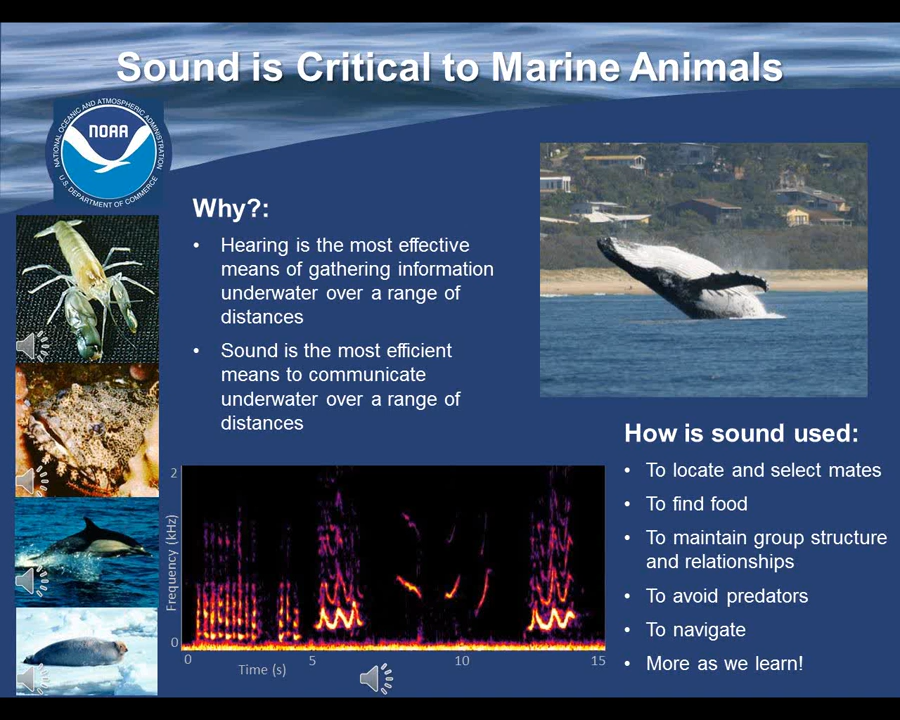 Sound is Critical to Marine Animals
NATIONAL OCEANIC AND ATMOSPHERIC ADMINISTRATION
NOAA
U.S. DEPARTMENT OF COMMERCE
Why?:
• Hearing is the most effective
means of gathering information
underwater over a range of
distances
• Sound is the most efficient
means to communicate
underwater over a range of
distances
How is sound used:
• To locate and select mates
• To find food
• To maintain group structure
and relationships
• To avoid predators
• To navigate
• More as we learn!
2
Frequency (kHz)
0
0 5 10 15
Time (s)